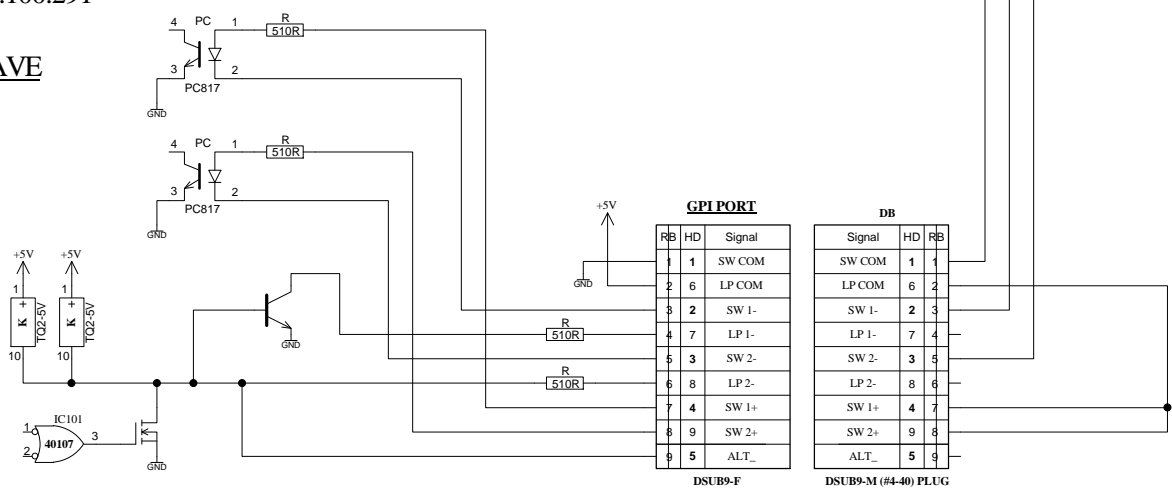 AVE
4 PC 1 R
510R
3 2
PC817
GND
4 PC 1 R
510R
3 2
PC817
GND
+5V
GPI PORT
DB
RB HD Signal
1 1 SW COM
2 6 LP COM
3 2 SW 1-
4 7 LP 1-
5 3 SW 2-
6 8 LP 2-
7 4 SW 1+
8 9 SW 2+
9 5 ALT_
DSUB9-F
Signal HD RB
SW COM 1 1
LP COM 6 2
SW 1- 2 3
LP 1- 7 4
SW 2- 3 5
LP 2- 8 6
SW 1+ 4 7
SW 2+ 9 8
ALT_ 5 9
DSUB9-M (#4-40) PLUG
GND
+5V +5V
1 + K 10 TQ2-5V
1 + K 10 TQ2-5V
GND
R
510R
R
510R
IC101
1
2
40107
3
GND